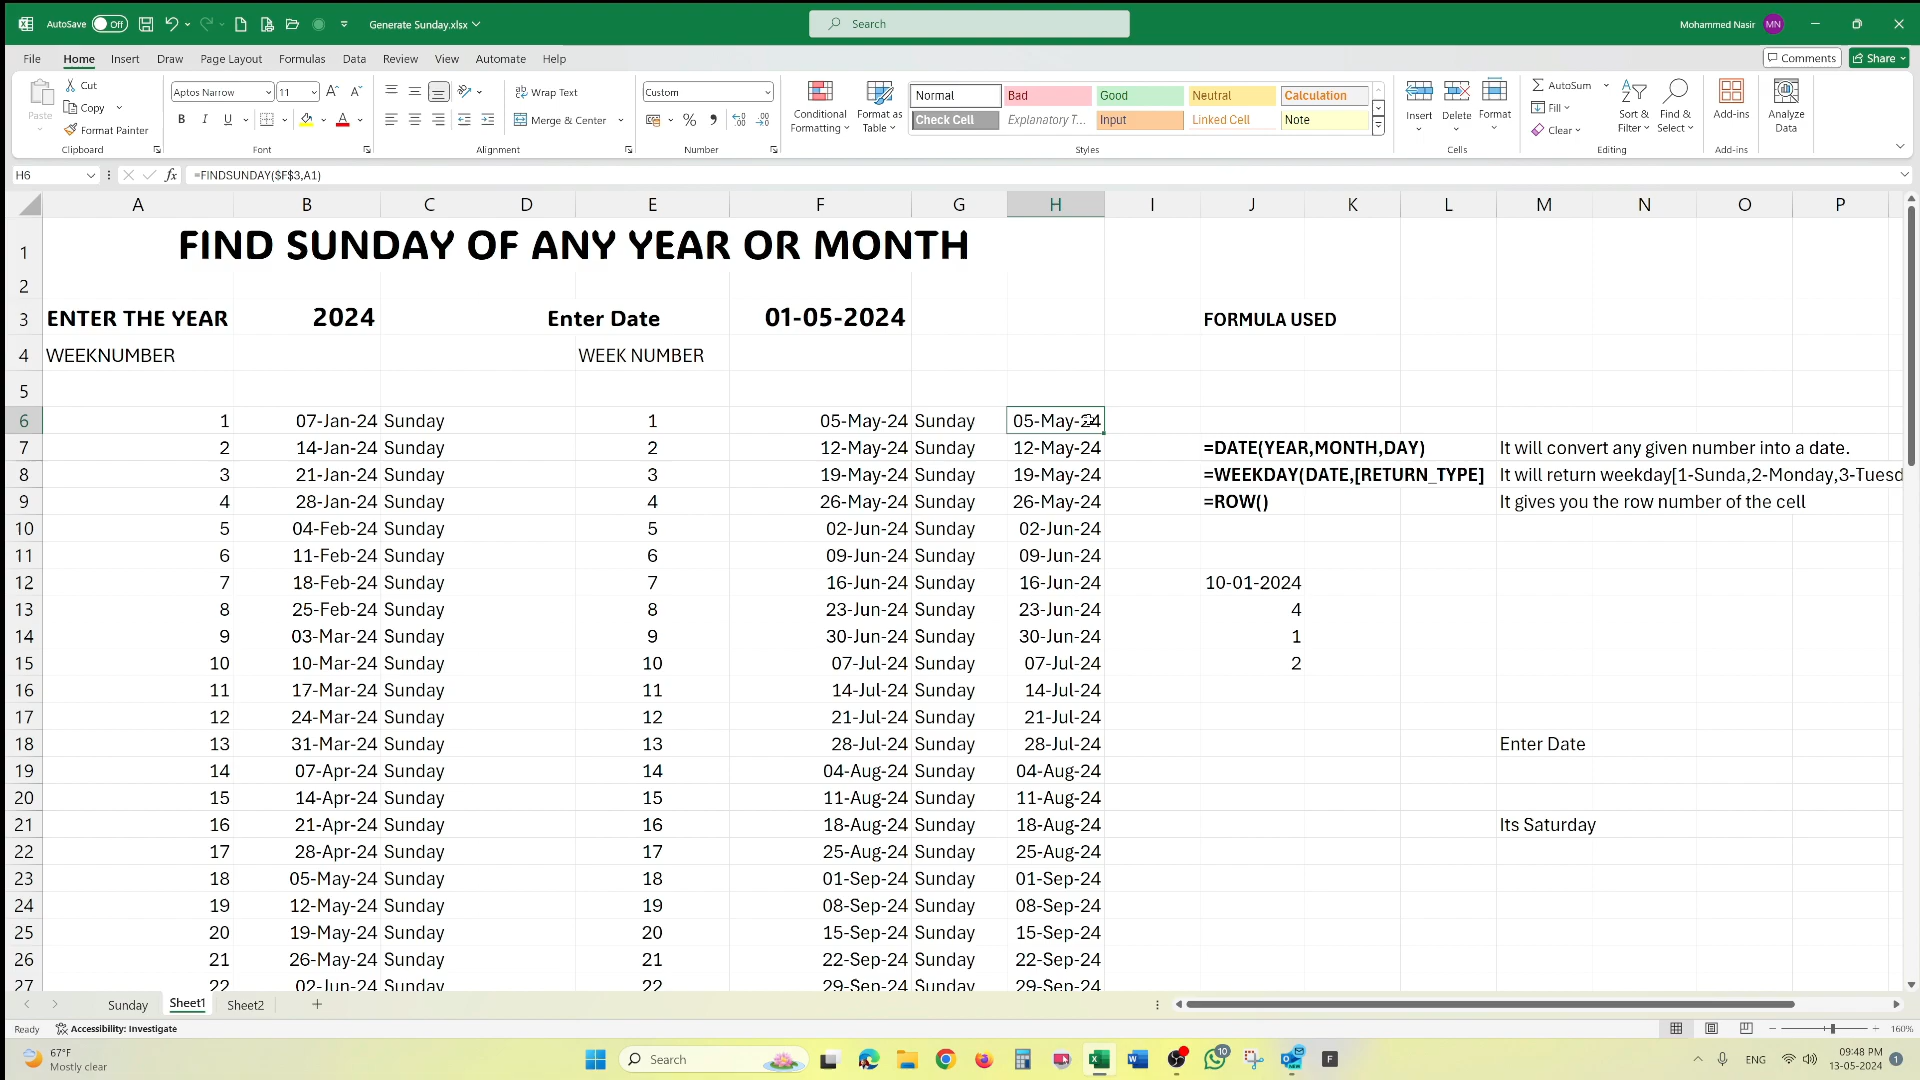 AutoSave Off Generate Sunday.xlsx Search Mohammed Nasir MN
File Home Insert Draw Page Layout Formulas Data Review View Automate Help Comments Share
Paste Cut Copy Format Painter Clipboard
Aptos Narrow 11 B I U Font
Wrap Text Merge & Center Alignment
Custom Number
Conditional Formatting Format as Table
Normal Bad Good Neutral Calculation
Check Cell Explanatory T... Input Linked Cell Note
Styles
Insert Delete Format Cells
AutoSum Fill Clear Sort & Filter Find & Select Editing
Add-ins Add-ins Analyze Data
H6 fx =FINDSUNDAY($F$3,A1)
A B C D E F G H I J K L M N O P
1 FIND SUNDAY OF ANY YEAR OR MONTH
2
3 ENTER THE YEAR 2024 Enter Date 01-05-2024 FORMULA USED
4 WEEKNUMBER WEEK NUMBER
5
6 1 07-Jan-24 Sunday 1 05-May-24 Sunday 05-May-24
7 2 14-Jan-24 Sunday 2 12-May-24 Sunday 12-May-24 =DATE(YEAR,MONTH,DAY) It will convert any given number into a date.
8 3 21-Jan-24 Sunday 3 19-May-24 Sunday 19-May-24 =WEEKDAY(DATE,[RETURN_TYPE] It will return weekday[1-Sunda,2-Monday,3-Tuesd
9 4 28-Jan-24 Sunday 4 26-May-24 Sunday 26-May-24 =ROW() It gives you the row number of the cell
10 5 04-Feb-24 Sunday 5 02-Jun-24 Sunday 02-Jun-24
11 6 11-Feb-24 Sunday 6 09-Jun-24 Sunday 09-Jun-24
12 7 18-Feb-24 Sunday 7 16-Jun-24 Sunday 16-Jun-24 10-01-2024
13 8 25-Feb-24 Sunday 8 23-Jun-24 Sunday 23-Jun-24 4
14 9 03-Mar-24 Sunday 9 30-Jun-24 Sunday 30-Jun-24 1
15 10 10-Mar-24 Sunday 10 07-Jul-24 Sunday 07-Jul-24 2
16 11 17-Mar-24 Sunday 11 14-Jul-24 Sunday 14-Jul-24
17 12 24-Mar-24 Sunday 12 21-Jul-24 Sunday 21-Jul-24
18 13 31-Mar-24 Sunday 13 28-Jul-24 Sunday 28-Jul-24 Enter Date
19 14 07-Apr-24 Sunday 14 04-Aug-24 Sunday 04-Aug-24
20 15 14-Apr-24 Sunday 15 11-Aug-24 Sunday 11-Aug-24
21 16 21-Apr-24 Sunday 16 18-Aug-24 Sunday 18-Aug-24 Its Saturday
22 17 28-Apr-24 Sunday 17 25-Aug-24 Sunday 25-Aug-24
23 18 05-May-24 Sunday 18 01-Sep-24 Sunday 01-Sep-24
24 19 12-May-24 Sunday 19 08-Sep-24 Sunday 08-Sep-24
25 20 19-May-24 Sunday 20 15-Sep-24 Sunday 15-Sep-24
26 21 26-May-24 Sunday 21 22-Sep-24 Sunday 22-Sep-24
27 22 02-Jun-24 Sunday 22 29-Sep-24 Sunday 29-Sep-24
Sunday Sheet1 Sheet2
Ready Accessibility: Investigate 160%
67°F Mostly clear Search 10 ENG 09:48 PM 13-05-2024 1